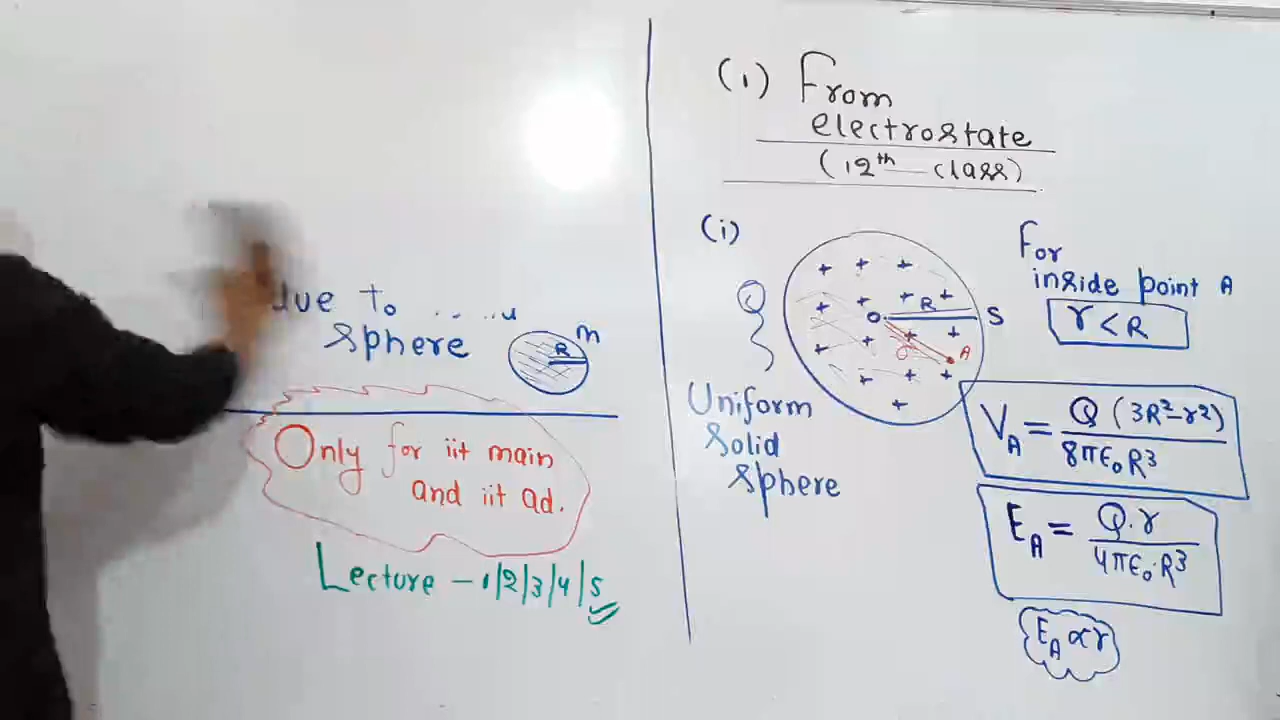 due to
sphere
m
R
Only for iit main
and iit ad.
Lecture – 1/2/3/4/5
(1) From
electrostate
(12th class)
(i)
Q
Uniform
solid
sphere
+ + +
+ + +
O R S
+ + +
+ A
+ + +
+
For
inside point A
r < R
V_A = Q (3R²-r²) / 8πε₀R³
E_A = Q.r / 4πε₀.R³
E_A ∝ r